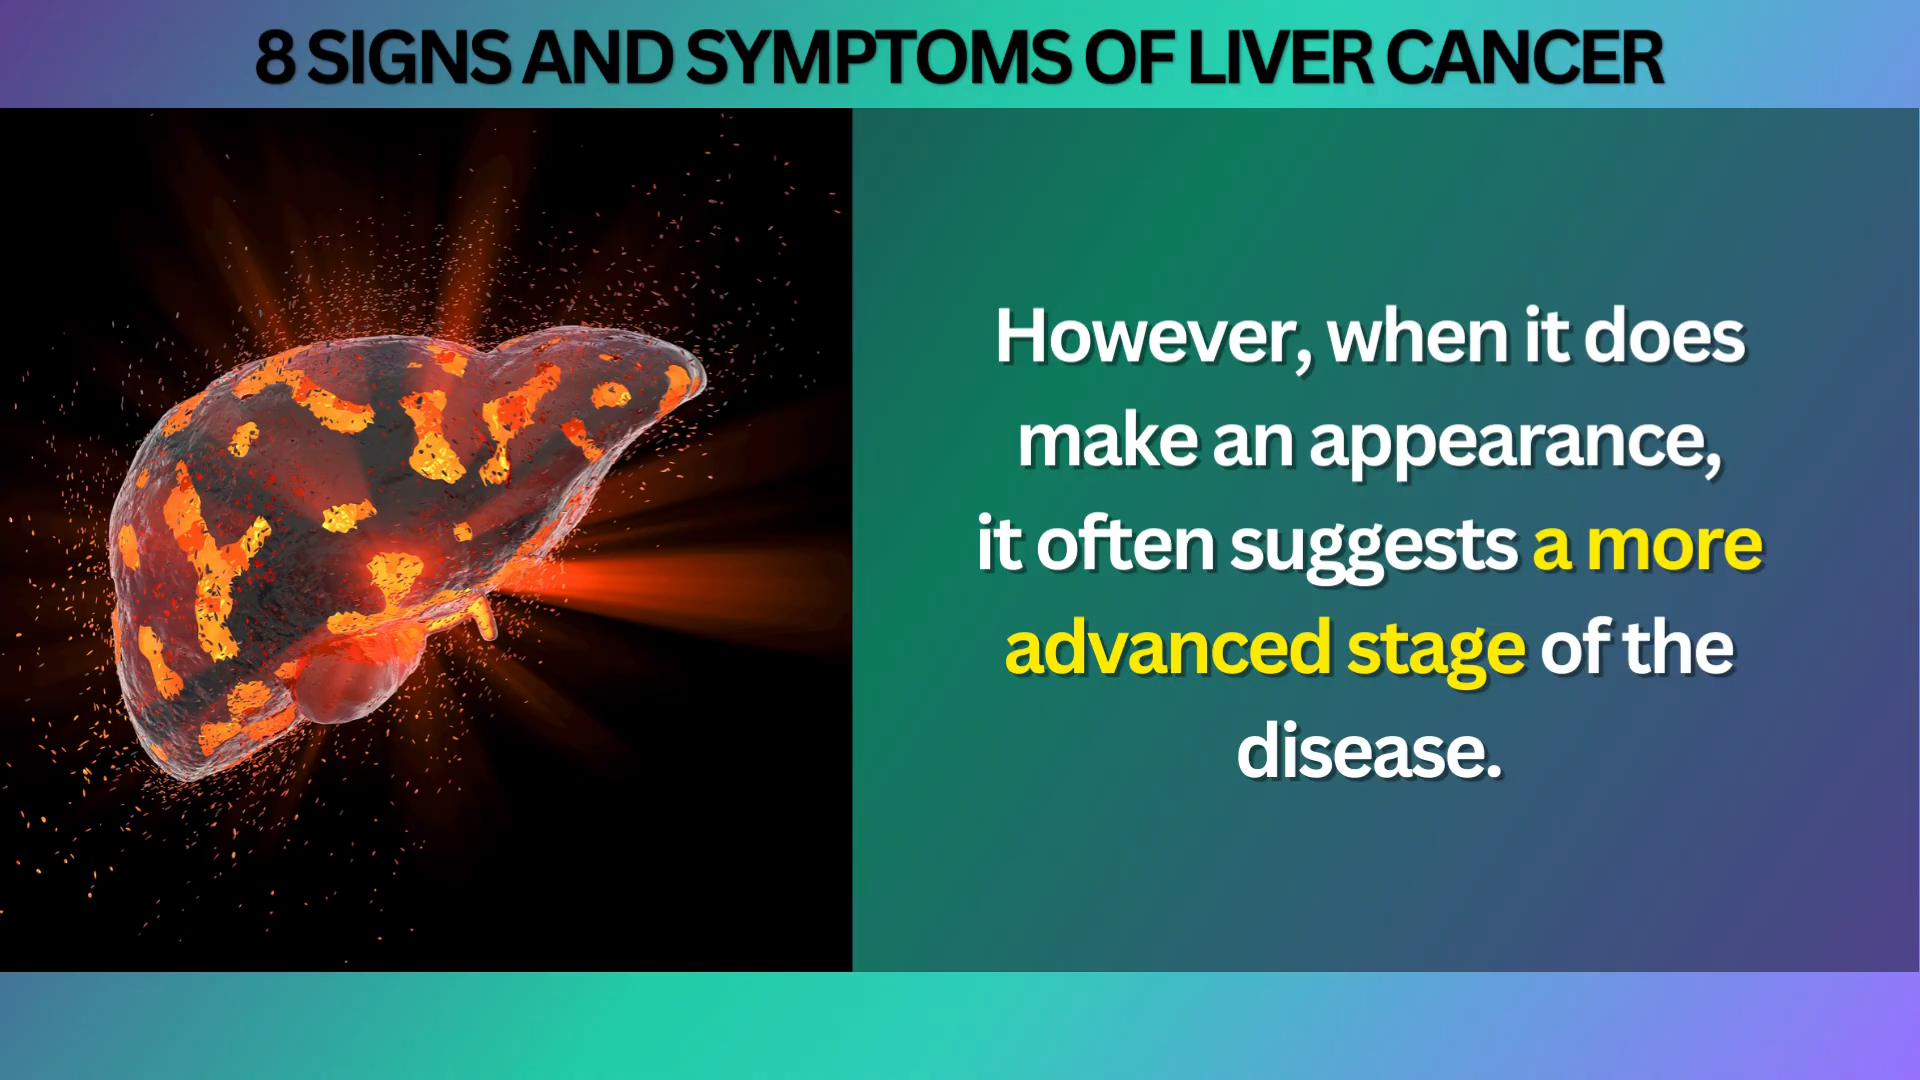 8 SIGNS AND SYMPTOMS OF LIVER CANCER
However, when it does
make an appearance,
it often suggests a more
advanced stage of the
disease.